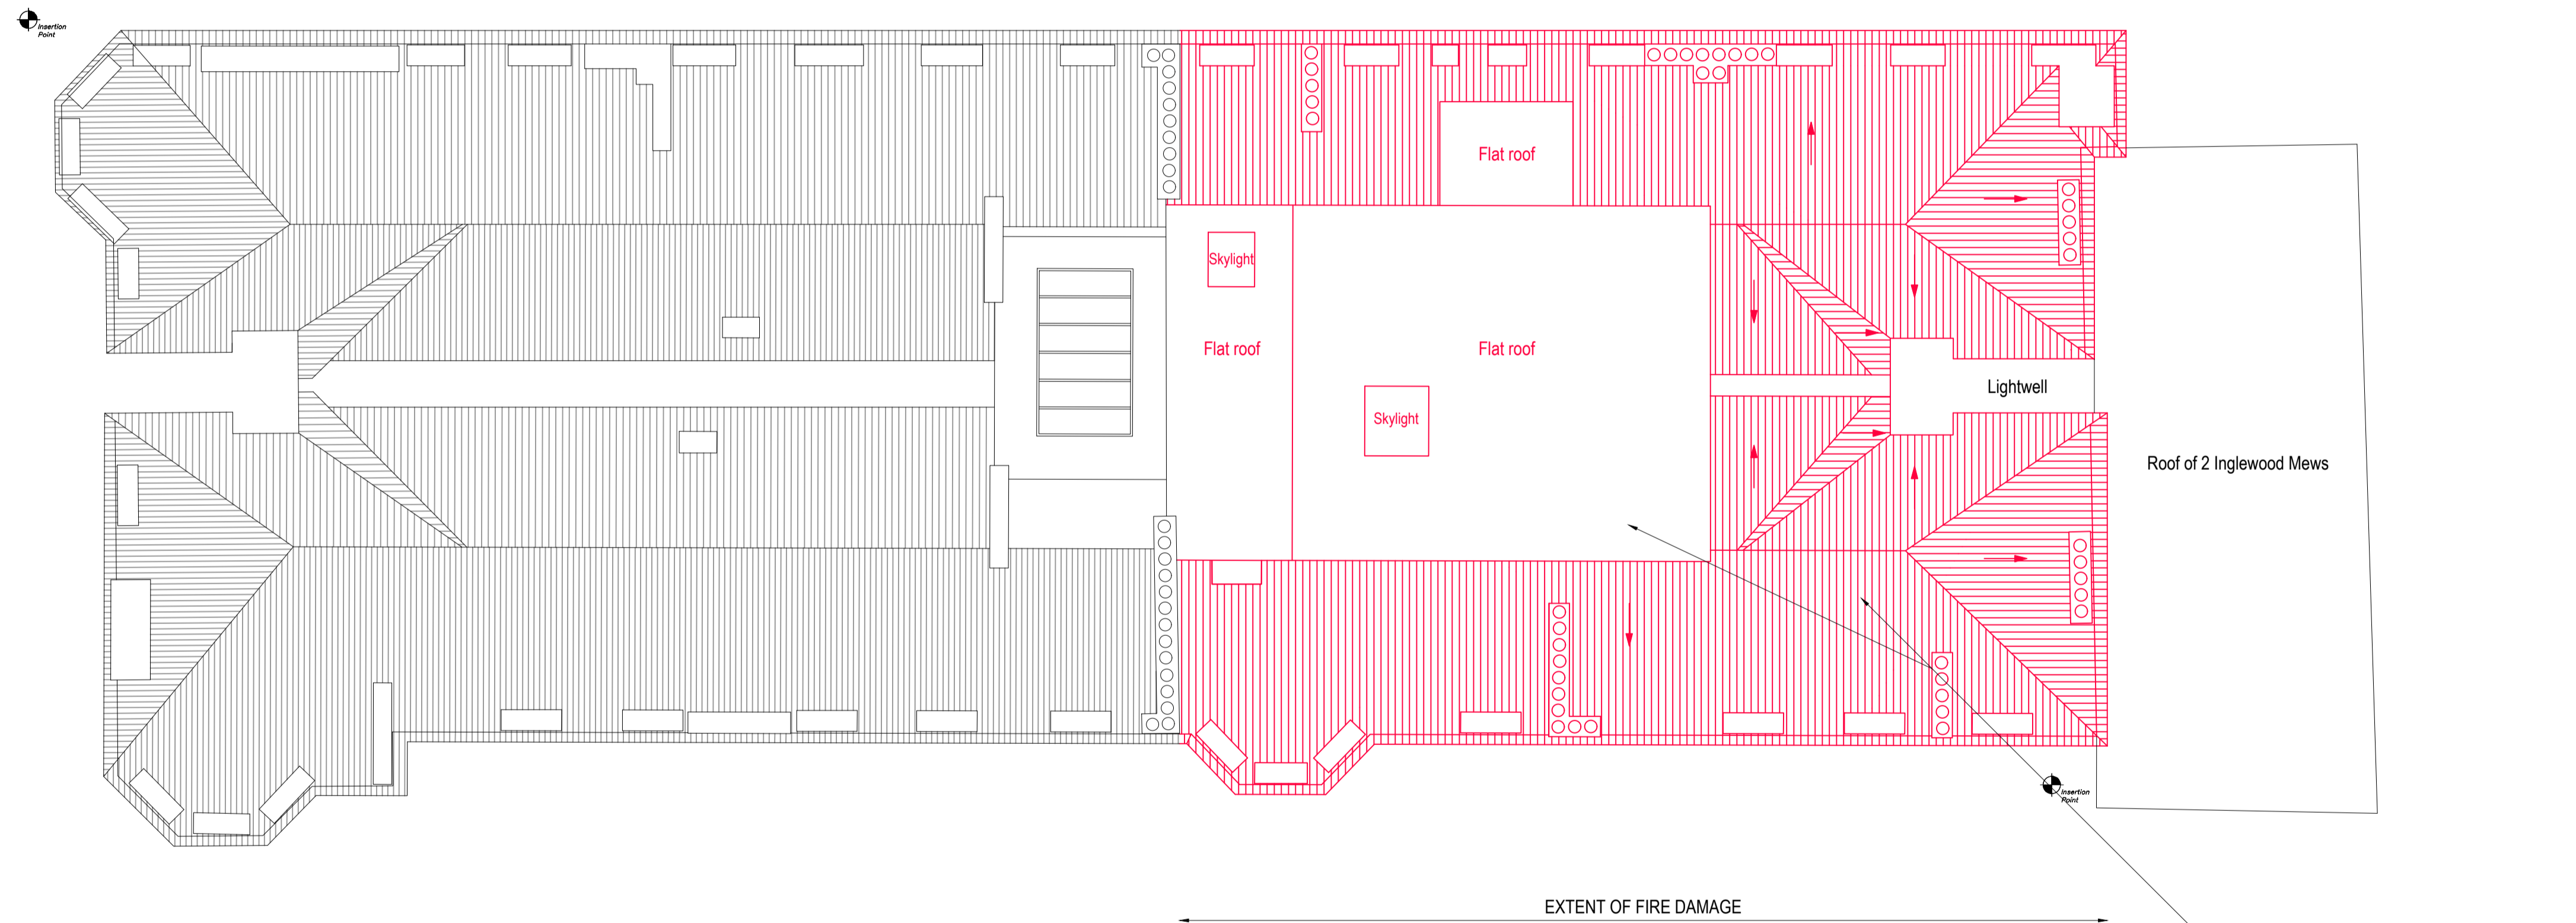 Insertion
Point
Flat roof
Skylight
Flat roof
Flat roof
Skylight
Lightwell
Roof of 2 Inglewood Mews
Insertion
Point
EXTENT OF FIRE DAMAGE